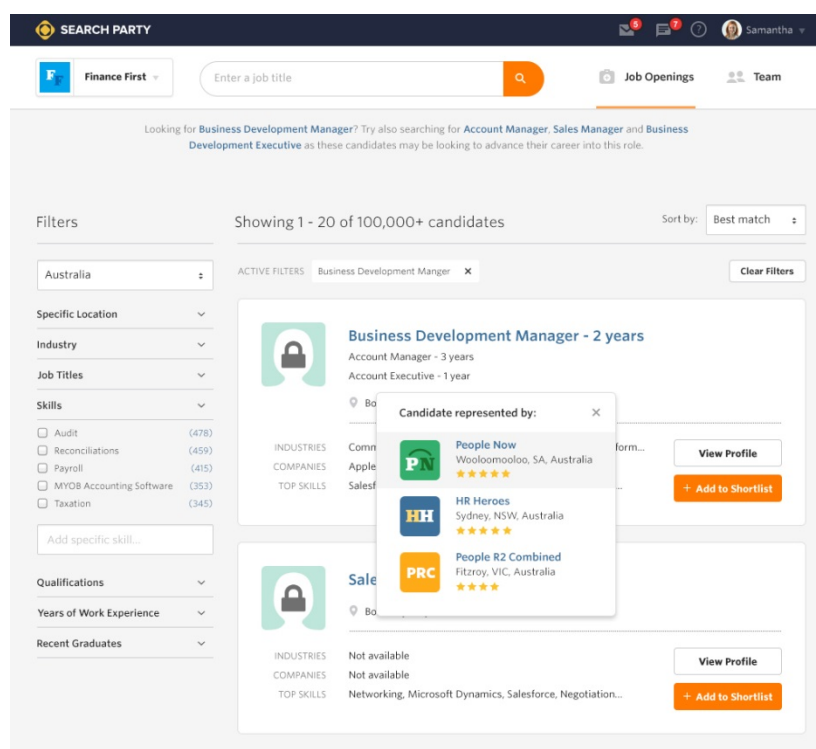 SEARCH PARTY
5
7
?
Samantha
FF
Finance First
Enter a job title
Job Openings
Team
Looking for Business Development Manager? Try also searching for Account Manager, Sales Manager and Business
Development Executive as these candidates may be looking to advance their career into this role.
Filters
Showing 1 - 20 of 100,000+ candidates
Sort by:
Best match
Australia
ACTIVE FILTERS
Business Development Manger
Clear Filters
Specific Location
Industry
Job Titles
Skills
Audit (478)
Reconciliations (459)
Payroll (415)
MYOB Accounting Software (353)
Taxation (345)
Add specific skill...
Qualifications
Years of Work Experience
Recent Graduates
Business Development Manager - 2 years
Account Manager - 3 years
Account Executive - 1 year
Bo
INDUSTRIES Comm form...
COMPANIES Apple
TOP SKILLS Salesf ...
View Profile
+ Add to Shortlist
Candidate represented by:
PN
People Now
Wooloomooloo, SA, Australia
HH
HR Heroes
Sydney, NSW, Australia
PRC
People R2 Combined
Fitzroy, VIC, Australia
Sale
Bo
INDUSTRIES Not available
COMPANIES Not available
TOP SKILLS Networking, Microsoft Dynamics, Salesforce, Negotiation...
View Profile
+ Add to Shortlist